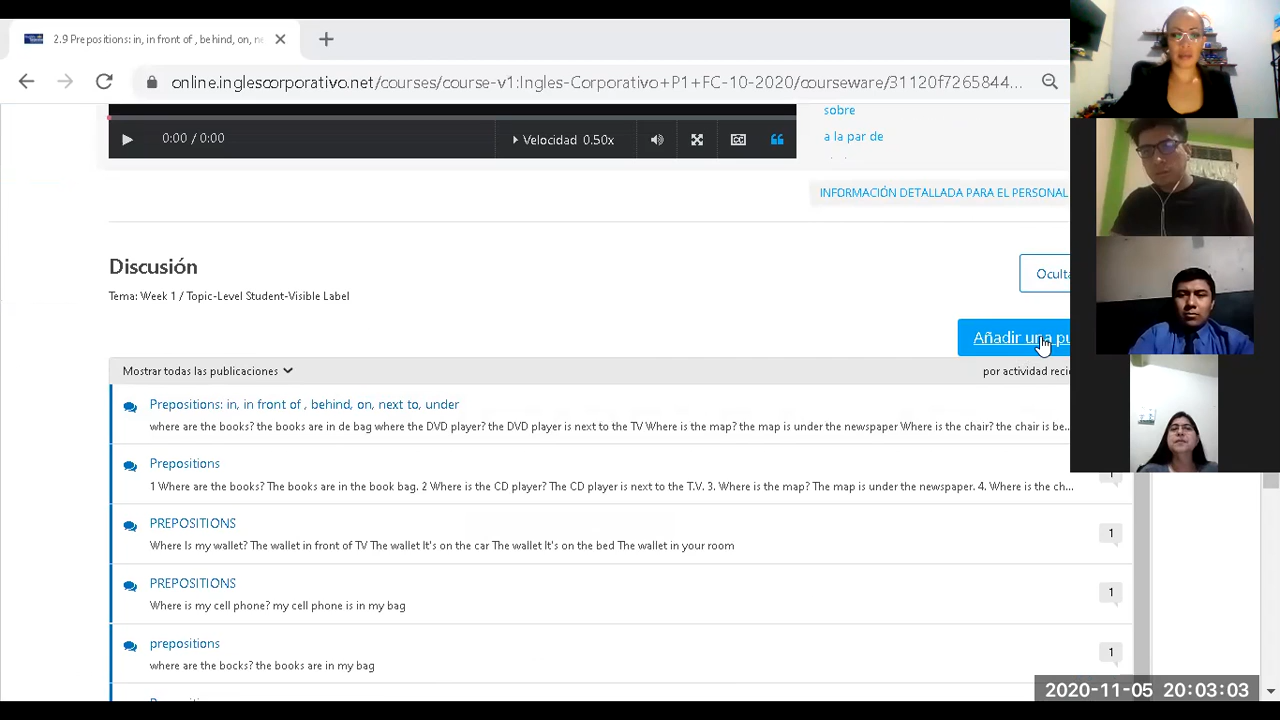 2.9 Prepositions: in, in front of , behind, on, ne
online.inglescorporativo.net/courses/course-v1:Ingles-Corporativo+P1+FC-10-2020/courseware/31120f7265844...
sobre
0:00 / 0:00
Velocidad 0.50x
a la par de
INFORMACIÓN DETALLADA PARA EL PERSONAL
Discusión
Oculta
Tema: Week 1 / Topic-Level Student-Visible Label
Añadir una pu
Mostrar todas las publicaciones
por actividad reci
Prepositions: in, in front of , behind, on, next to, under
where are the books? the books are in de bag where the DVD player? the DVD player is next to the TV Where is the map? the map is under the newspaper Where is the chair? the chair is be...
Prepositions
1 Where are the books? The books are in the book bag. 2 Where is the CD player? The CD player is next to the T.V. 3. Where is the map? The map is under the newspaper. 4. Where is the ch...
1
PREPOSITIONS
Where Is my wallet? The wallet in front of TV The wallet It's on the car The wallet It's on the bed The wallet in your room
1
PREPOSITIONS
Where is my cell phone? my cell phone is in my bag
1
prepositions
where are the bocks? the books are in my bag
1
2020-11-05 20:03:03